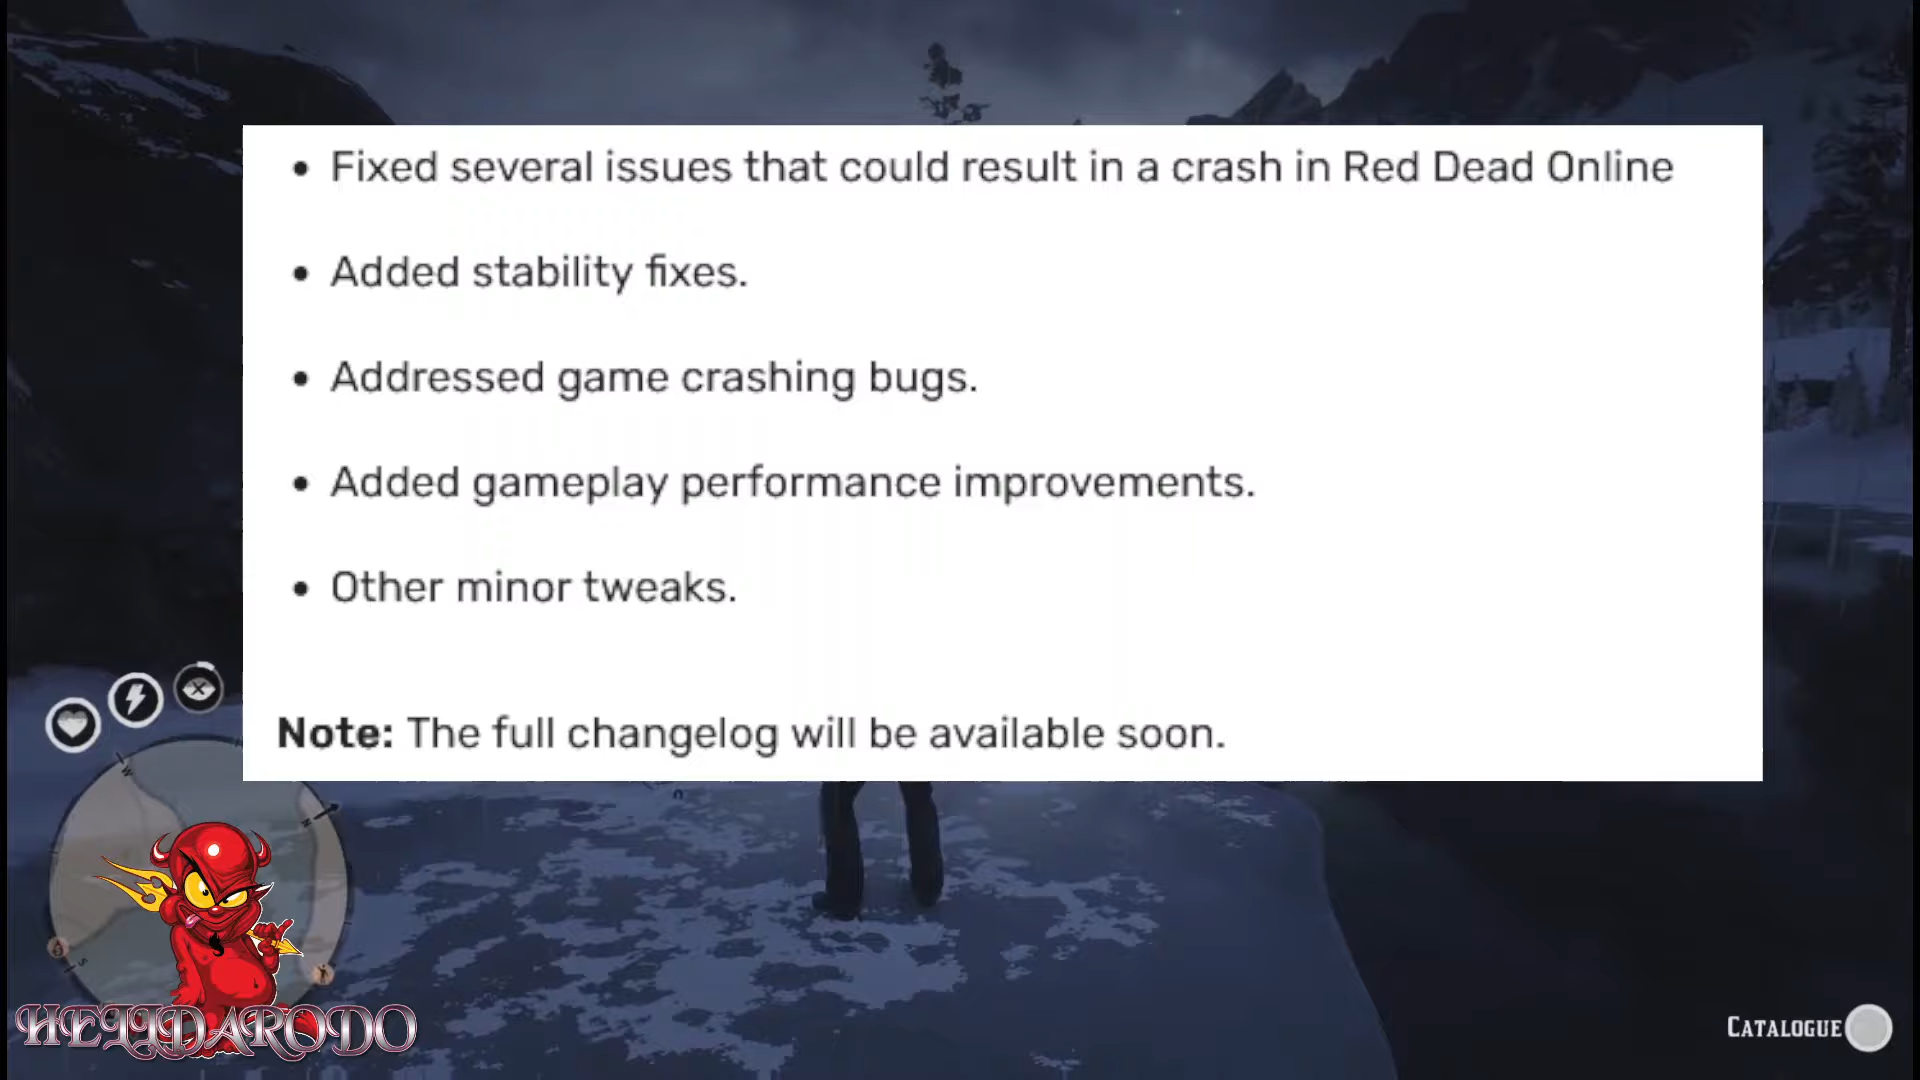 • Fixed several issues that could result in a crash in Red Dead Online
• Added stability fixes.
• Addressed game crashing bugs.
• Added gameplay performance improvements.
• Other minor tweaks.
Note: The full changelog will be available soon.
W
N
S
HELLDARODO
CATALOGUE